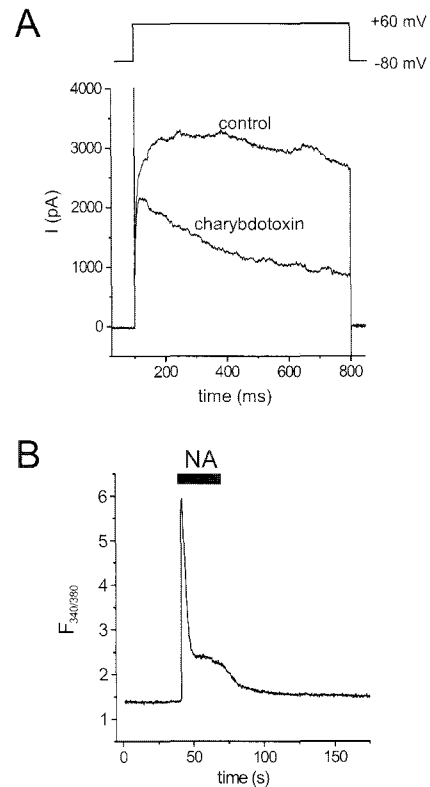 A
+60 mV
-80 mV
4000
3000
2000
1000
0
I (pA)
control
charybdotoxin
200 400 600 800
time (ms)
B
NA
6
5
4
3
2
1
F340/380
0 50 100 150
time (s)